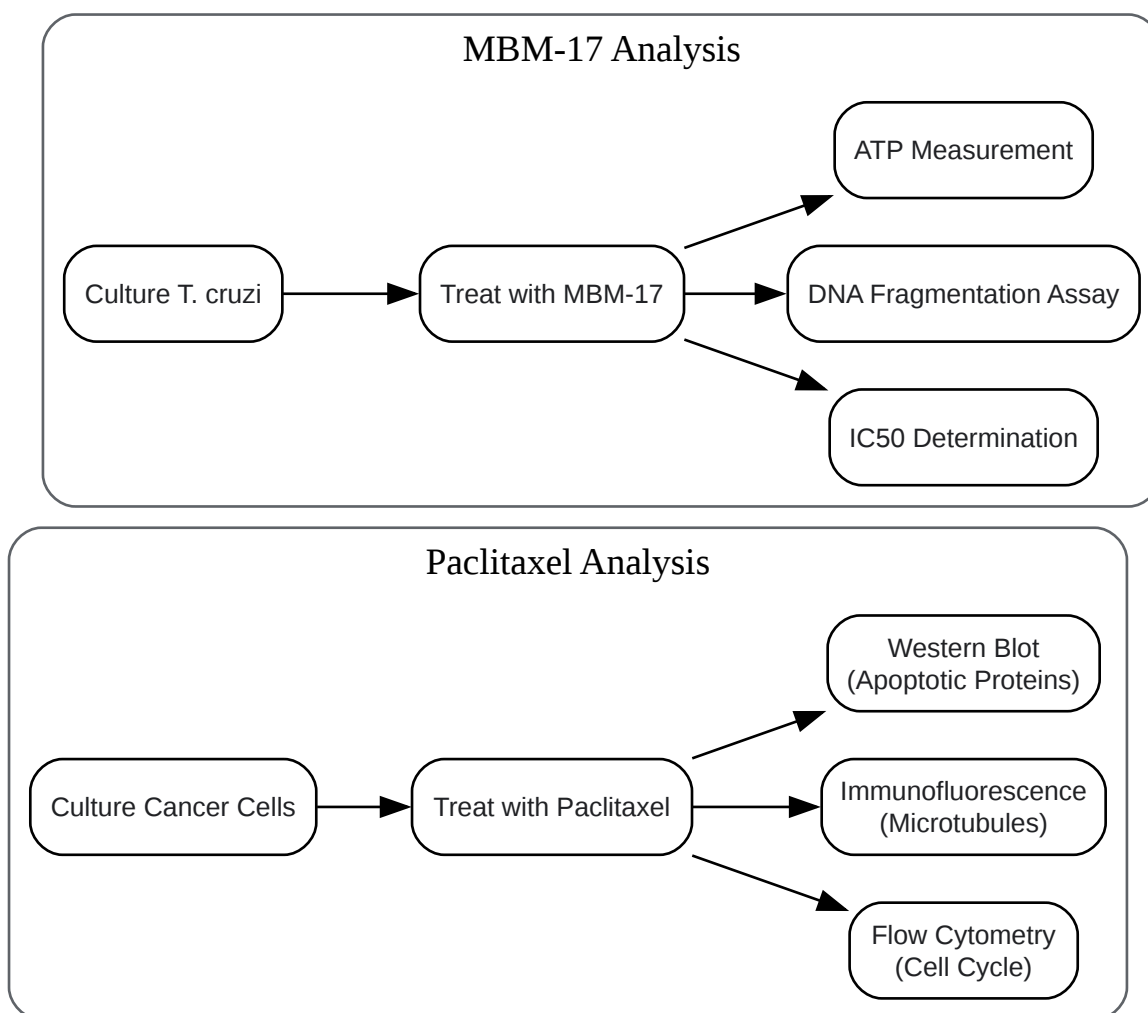 MBM-17 Analysis
ATP Measurement
Culture T. cruzi
Treat with MBM-17
DNA Fragmentation Assay
IC50 Determination
Paclitaxel Analysis
Western Blot
(Apoptotic Proteins)
Culture Cancer Cells
Treat with Paclitaxel
Immunofluorescence
(Microtubules)
Flow Cytometry
(Cell Cycle)